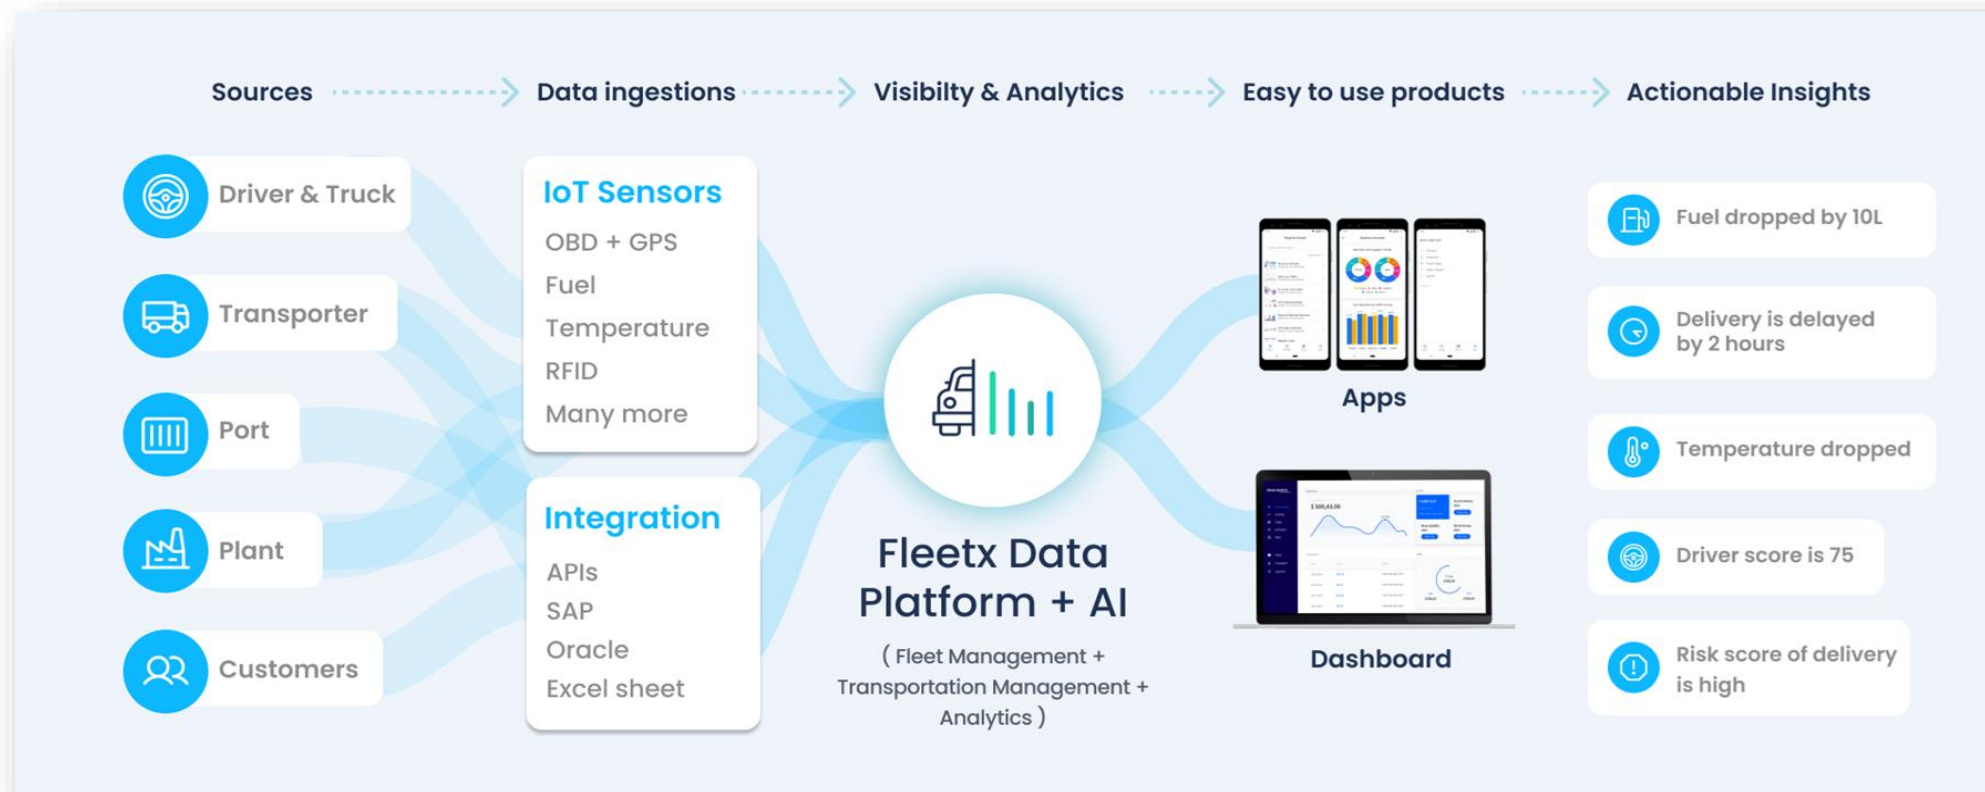 Sources
Data ingestions
Visibilty & Analytics
Easy to use products
Actionable Insights
Driver & Truck
Transporter
Port
Plant
Customers
IoT Sensors
OBD + GPS
Fuel
Temperature
RFID
Many more
Integration
APIs
SAP
Oracle
Excel sheet
Fleetx Data
Platform + AI
( Fleet Management +
Transportation Management +
Analytics )
Apps
$ 500,43.00
Dashboard
Fuel dropped by 10L
Delivery is delayed
by 2 hours
Temperature dropped
Driver score is 75
Risk score of delivery
is high